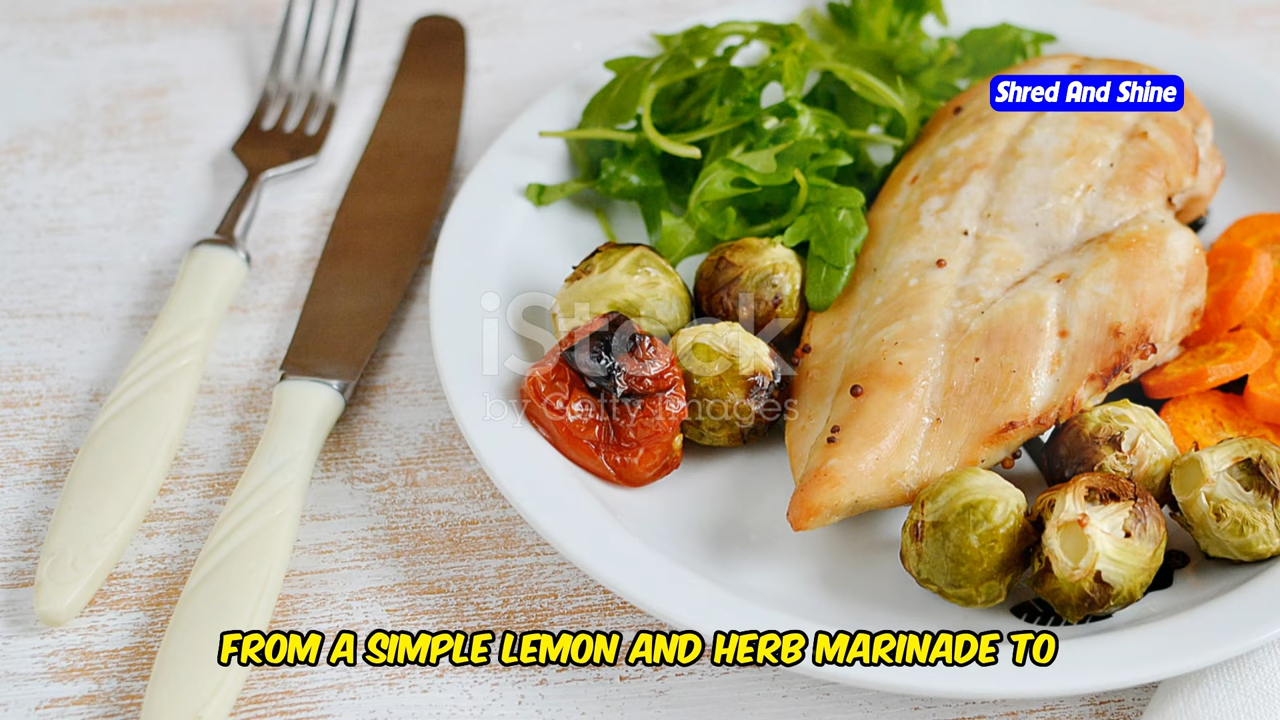 Shred And Shine
iStock
by Getty Images
FROM A SIMPLE LEMON AND HERB MARINADE TO